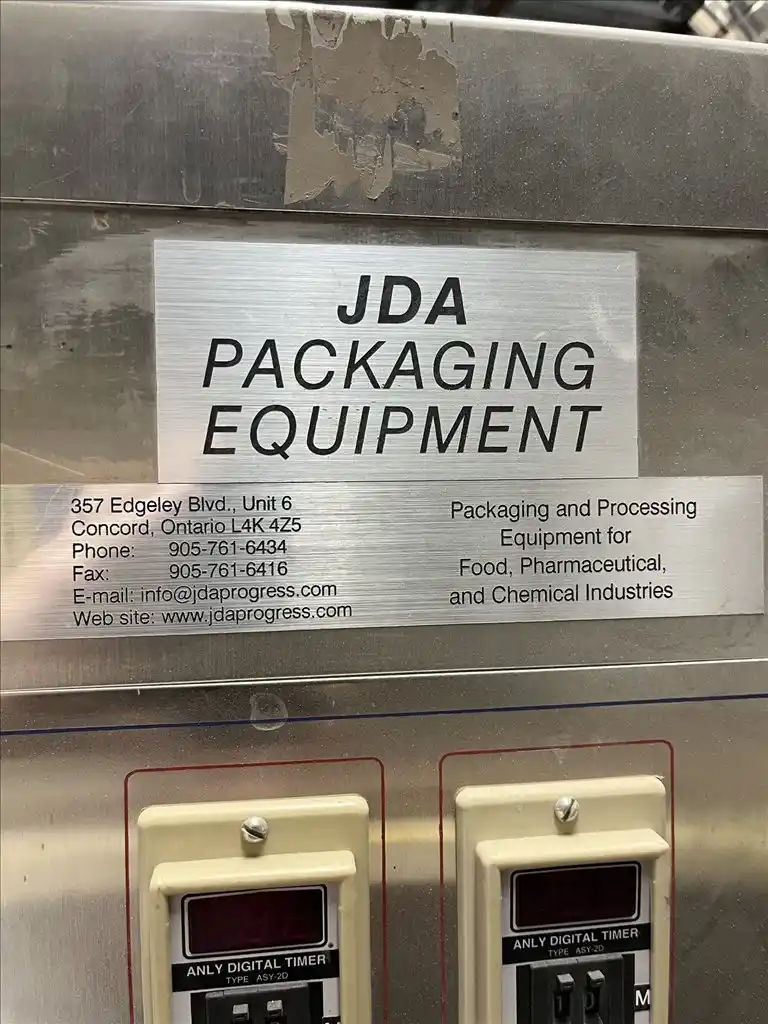 JDA
PACKAGING
EQUIPMENT
357 Edgeley Blvd., Unit 6
Concord, Ontario L4K 4Z5
Phone: 905-761-6434
Fax: 905-761-6416
E-mail: info@jdaprogress.com
Web site: www.jdaprogress.com
Packaging and Processing
Equipment for
Food, Pharmaceutical,
and Chemical Industries
ANLY DIGITAL TIMER
TYPE ASY-2D
ANLY DIGITAL TIMER
TYPE ASY-2D
M